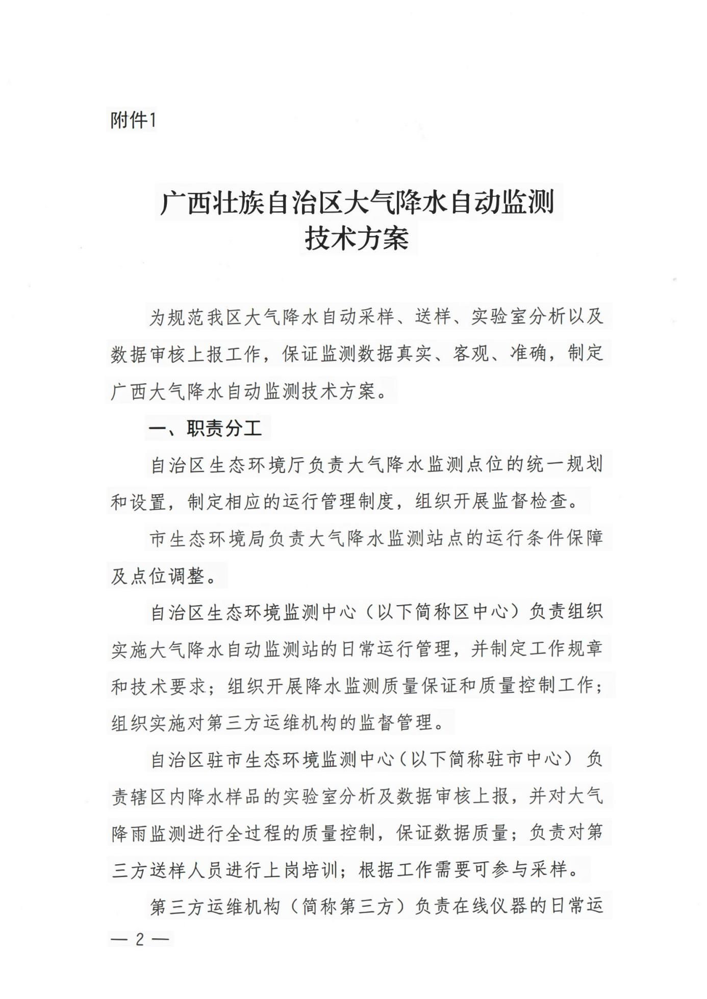 附件1
广西壮族自治区大气降水自动监测
技术方案
为规范我区大气降水自动采样、送样、实验室分析以及
数据审核上报工作，保证监测数据真实、客观、准确，制定
广西大气降水自动监测技术方案。
一、职责分工
自治区生态环境厅负责大气降水监测点位的统一规划
和设置，制定相应的运行管理制度，组织开展监督检查。
市生态环境局负责大气降水监测站点的运行条件保障
及点位调整。
自治区生态环境监测中心（以下简称区中心）负责组织
实施大气降水自动监测站的日常运行管理，并制定工作规章
和技术要求；组织开展降水监测质量保证和质量控制工作；
组织实施对第三方运维机构的监督管理。
自治区驻市生态环境监测中心（以下简称驻市中心） 负
责辖区内降水样品的实验室分析及数据审核上报，并对大气
降雨监测进行全过程的质量控制，保证数据质量；负责对第
三方送样人员进行上岗培训；根据工作需要可参与采样。
第三方运维机构（简称第三方）负责在线仪器的日常运
— 2 —